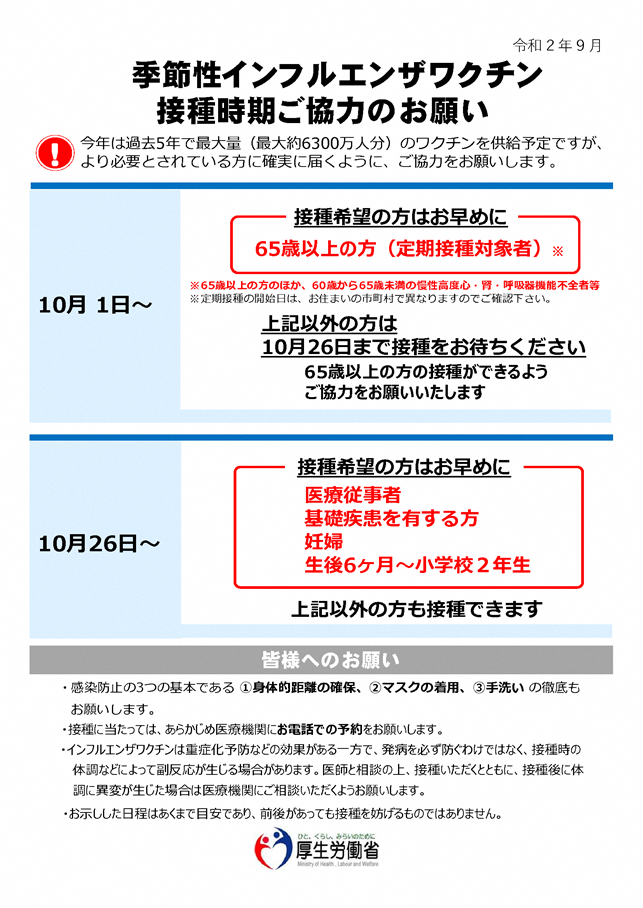 令和２年９月
季節性インフルエンザワクチン
接種時期ご協力のお願い
今年は過去5年で最大量（最大約6300万人分）のワクチンを供給予定ですが、
より必要とされている方に確実に届くように、ご協力をお願いします。
10月 1日～
接種希望の方はお早めに
65歳以上の方（定期接種対象者）※
※65歳以上の方のほか、60歳から65歳未満の慢性高度心・腎・呼吸器機能不全者等
※定期接種の開始日は、お住まいの市町村で異なりますのでご確認下さい。
上記以外の方は
10月26日まで接種をお待ちください
65歳以上の方の接種ができるよう
ご協力をお願いいたします
10月26日～
接種希望の方はお早めに
医療従事者
基礎疾患を有する方
妊婦
生後6ヶ月～小学校２年生
上記以外の方も接種できます
皆様へのお願い
・感染防止の3つの基本である ①身体的距離の確保、②マスクの着用、③手洗い の徹底も
お願いします。
・接種に当たっては、あらかじめ医療機関にお電話での予約をお願いします。
・インフルエンザワクチンは重症化予防などの効果がある一方で、発病を必ず防ぐわけではなく、接種時の
体調などによって副反応が生じる場合があります。医師と相談の上、接種いただくとともに、接種後に体
調に異変が生じた場合は医療機関にご相談いただくようお願いします。
・お示しした日程はあくまで目安であり、前後があっても接種を妨げるものではありません。
ひと、くらし、みらいのために
厚生労働省
Ministry of Health, Labour and Welfare